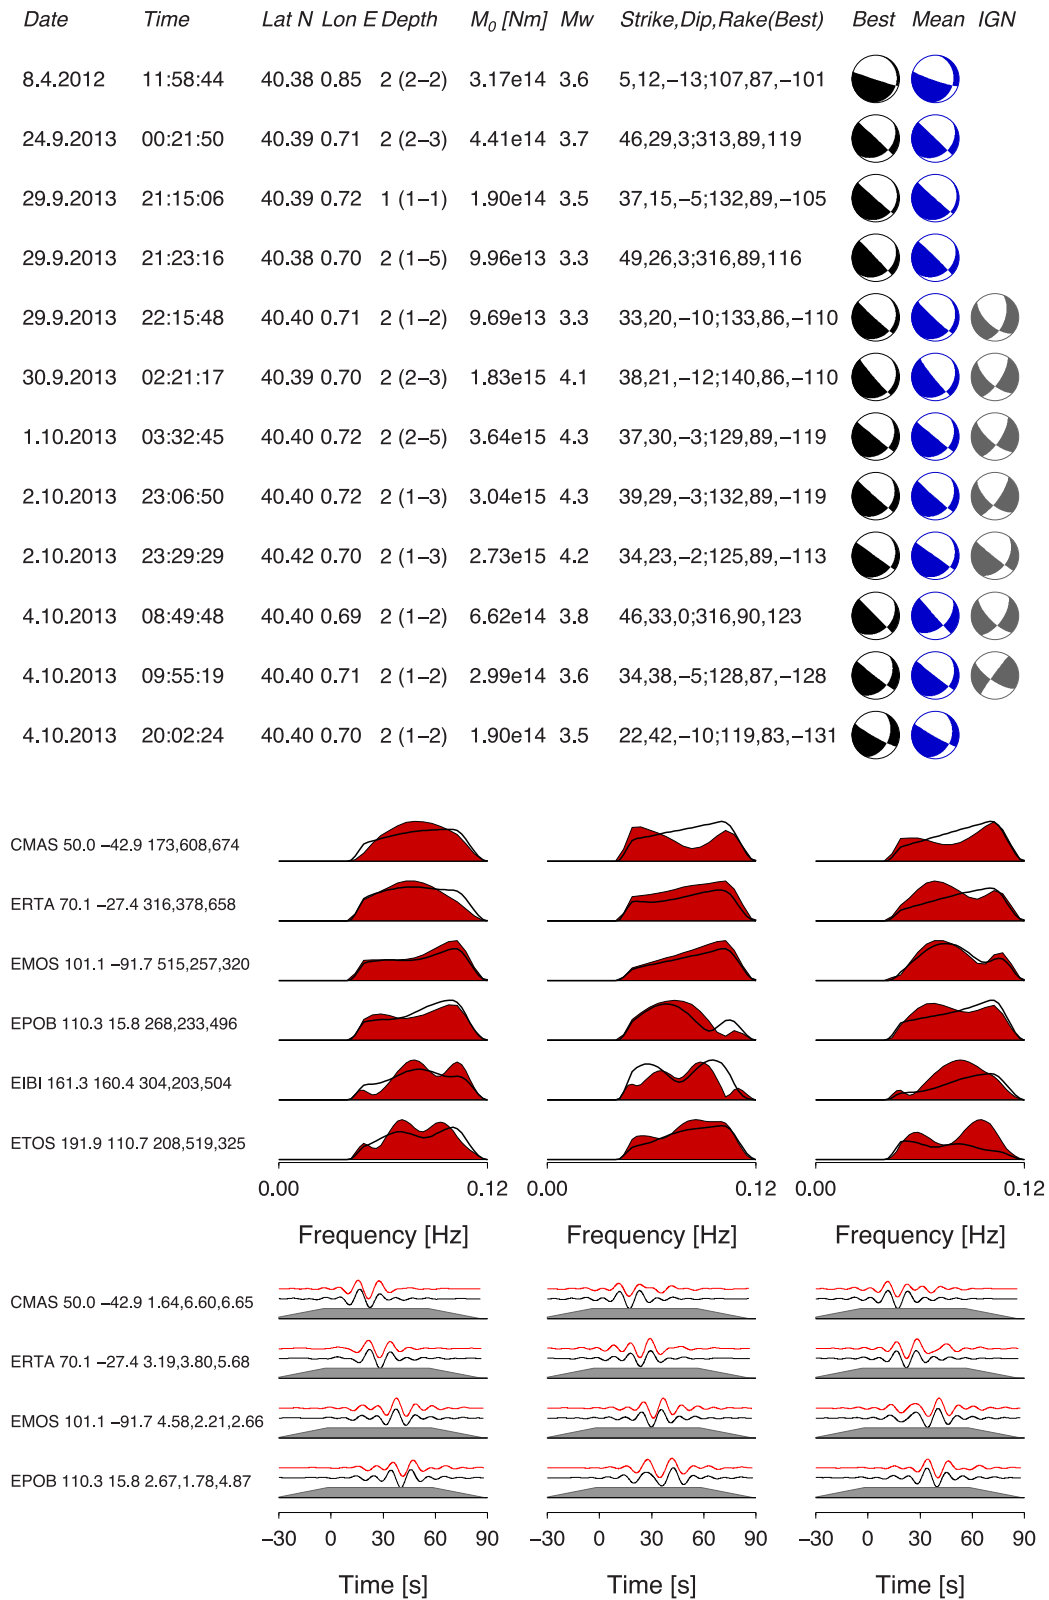 Date Time Lat N Lon E Depth M0 [Nm] Mw Strike,Dip,Rake(Best) Best Mean IGN
8.4.2012 11:58:44 40.38 0.85 2 (2–2) 3.17e14 3.6 5,12,–13;107,87,–101
24.9.2013 00:21:50 40.39 0.71 2 (2–3) 4.41e14 3.7 46,29,3;313,89,119
29.9.2013 21:15:06 40.39 0.72 1 (1–1) 1.90e14 3.5 37,15,–5;132,89,–105
29.9.2013 21:23:16 40.38 0.70 2 (1–5) 9.96e13 3.3 49,26,3;316,89,116
29.9.2013 22:15:48 40.40 0.71 2 (1–2) 9.69e13 3.3 33,20,–10;133,86,–110
30.9.2013 02:21:17 40.39 0.70 2 (2–3) 1.83e15 4.1 38,21,–12;140,86,–110
1.10.2013 03:32:45 40.40 0.72 2 (2–5) 3.64e15 4.3 37,30,–3;129,89,–119
2.10.2013 23:06:50 40.40 0.72 2 (1–3) 3.04e15 4.3 39,29,–3;132,89,–119
2.10.2013 23:29:29 40.42 0.70 2 (1–3) 2.73e15 4.2 34,23,–2;125,89,–113
4.10.2013 08:49:48 40.40 0.69 2 (1–2) 6.62e14 3.8 46,33,0;316,90,123
4.10.2013 09:55:19 40.40 0.71 2 (1–2) 2.99e14 3.6 34,38,–5;128,87,–128
4.10.2013 20:02:24 40.40 0.70 2 (1–2) 1.90e14 3.5 22,42,–10;119,83,–131
CMAS 50.0 –42.9 173,608,674
ERTA 70.1 –27.4 316,378,658
EMOS 101.1 –91.7 515,257,320
EPOB 110.3 15.8 268,233,496
EIBI 161.3 160.4 304,203,504
ETOS 191.9 110.7 208,519,325
0.00 0.12 0.00 0.12 0.00 0.12
Frequency [Hz] Frequency [Hz] Frequency [Hz]
CMAS 50.0 –42.9 1.64,6.60,6.65
ERTA 70.1 –27.4 3.19,3.80,5.68
EMOS 101.1 –91.7 4.58,2.21,2.66
EPOB 110.3 15.8 2.67,1.78,4.87
–30 0 30 60 90 –30 0 30 60 90 –30 0 30 60 90
Time [s] Time [s] Time [s]